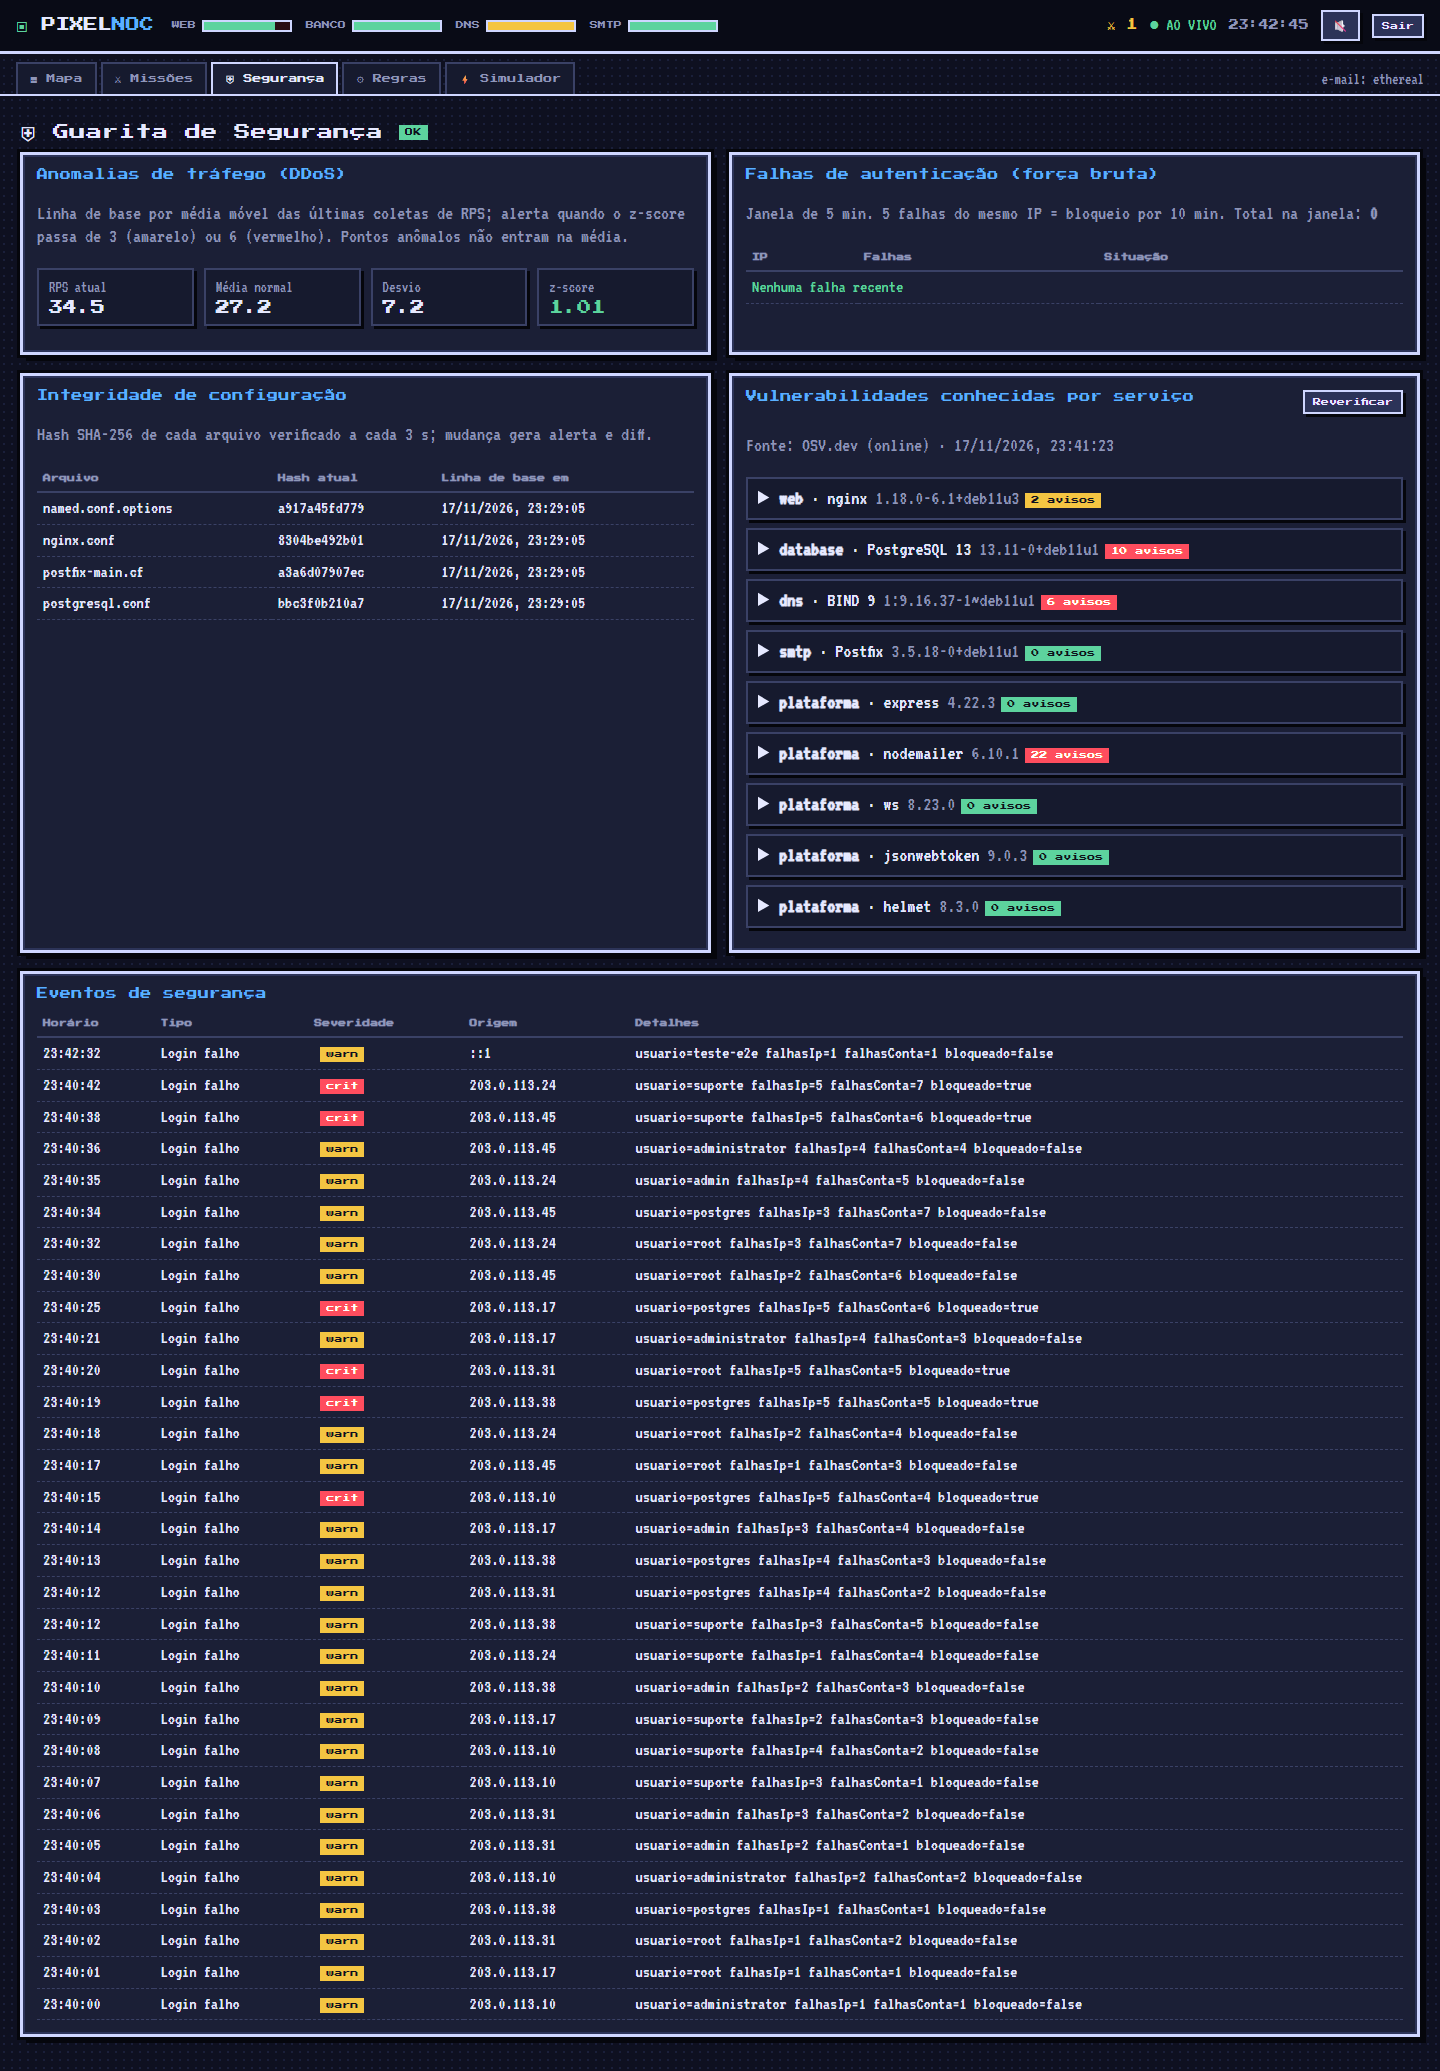 PIXELNOC WEB BANCO DNS SMTP 1 ● AO VIVO 23:42:45 Sair
Mapa Missões Segurança Regras Simulador e-mail: ethereal
Guarita de Segurança OK
Anomalias de tráfego (DDoS)
Linha de base por média móvel das últimas coletas de RPS; alerta quando o z-score
passa de 3 (amarelo) ou 6 (vermelho). Pontos anômalos não entram na média.
RPS atual Média normal Desvio z-score
34.5 27.2 7.2 1.01
Falhas de autenticação (força bruta)
Janela de 5 min. 5 falhas do mesmo IP = bloqueio por 10 min. Total na janela: 0
IP Falhas Situação
Nenhuma falha recente
Integridade de configuração
Hash SHA-256 de cada arquivo verificado a cada 3 s; mudança gera alerta e diff.
Arquivo Hash atual Linha de base em
named.conf.options a917a45fd779 17/11/2026, 23:29:05
nginx.conf 8304be492b01 17/11/2026, 23:29:05
postfix-main.cf a3a6d07907ec 17/11/2026, 23:29:05
postgresql.conf bbc3f0b210a7 17/11/2026, 23:29:05
Vulnerabilidades conhecidas por serviço Reverificar
Fonte: OSV.dev (online) · 17/11/2026, 23:41:23
▶ web · nginx 1.18.0-6.1+deb11u3 2 avisos
▶ database · PostgreSQL 13 13.11-0+deb11u1 10 avisos
▶ dns · BIND 9 1:9.16.37-1~deb11u1 6 avisos
▶ smtp · Postfix 3.5.18-0+deb11u1 0 avisos
▶ plataforma · express 4.22.3 0 avisos
▶ plataforma · nodemailer 6.10.1 22 avisos
▶ plataforma · ws 8.23.0 0 avisos
▶ plataforma · jsonwebtoken 9.0.3 0 avisos
▶ plataforma · helmet 8.3.0 0 avisos
Eventos de segurança
Horário Tipo Severidade Origem Detalhes
23:42:32 Login falho warn ::1 usuario=teste-e2e falhasIp=1 falhasConta=1 bloqueado=false
23:40:42 Login falho crit 203.0.113.24 usuario=suporte falhasIp=5 falhasConta=7 bloqueado=true
23:40:38 Login falho crit 203.0.113.45 usuario=suporte falhasIp=5 falhasConta=6 bloqueado=true
23:40:36 Login falho warn 203.0.113.45 usuario=administrator falhasIp=4 falhasConta=4 bloqueado=false
23:40:35 Login falho warn 203.0.113.24 usuario=admin falhasIp=4 falhasConta=5 bloqueado=false
23:40:34 Login falho warn 203.0.113.45 usuario=postgres falhasIp=3 falhasConta=7 bloqueado=false
23:40:32 Login falho warn 203.0.113.24 usuario=root falhasIp=3 falhasConta=7 bloqueado=false
23:40:30 Login falho warn 203.0.113.45 usuario=root falhasIp=2 falhasConta=6 bloqueado=false
23:40:25 Login falho crit 203.0.113.17 usuario=postgres falhasIp=5 falhasConta=6 bloqueado=true
23:40:21 Login falho warn 203.0.113.17 usuario=administrator falhasIp=4 falhasConta=3 bloqueado=false
23:40:20 Login falho crit 203.0.113.31 usuario=root falhasIp=5 falhasConta=5 bloqueado=true
23:40:19 Login falho crit 203.0.113.38 usuario=postgres falhasIp=5 falhasConta=5 bloqueado=true
23:40:18 Login falho warn 203.0.113.24 usuario=root falhasIp=2 falhasConta=4 bloqueado=false
23:40:17 Login falho warn 203.0.113.45 usuario=root falhasIp=1 falhasConta=3 bloqueado=false
23:40:15 Login falho crit 203.0.113.10 usuario=postgres falhasIp=5 falhasConta=4 bloqueado=true
23:40:14 Login falho warn 203.0.113.17 usuario=admin falhasIp=3 falhasConta=4 bloqueado=false
23:40:13 Login falho warn 203.0.113.38 usuario=postgres falhasIp=4 falhasConta=3 bloqueado=false
23:40:12 Login falho warn 203.0.113.31 usuario=postgres falhasIp=4 falhasConta=2 bloqueado=false
23:40:12 Login falho warn 203.0.113.38 usuario=suporte falhasIp=3 falhasConta=5 bloqueado=false
23:40:11 Login falho warn 203.0.113.24 usuario=suporte falhasIp=1 falhasConta=4 bloqueado=false
23:40:10 Login falho warn 203.0.113.38 usuario=admin falhasIp=2 falhasConta=3 bloqueado=false
23:40:09 Login falho warn 203.0.113.17 usuario=suporte falhasIp=2 falhasConta=3 bloqueado=false
23:40:08 Login falho warn 203.0.113.10 usuario=suporte falhasIp=4 falhasConta=2 bloqueado=false
23:40:07 Login falho warn 203.0.113.10 usuario=suporte falhasIp=3 falhasConta=1 bloqueado=false
23:40:06 Login falho warn 203.0.113.31 usuario=admin falhasIp=3 falhasConta=2 bloqueado=false
23:40:05 Login falho warn 203.0.113.31 usuario=admin falhasIp=2 falhasConta=1 bloqueado=false
23:40:04 Login falho warn 203.0.113.10 usuario=administrator falhasIp=2 falhasConta=2 bloqueado=false
23:40:03 Login falho warn 203.0.113.38 usuario=postgres falhasIp=1 falhasConta=1 bloqueado=false
23:40:02 Login falho warn 203.0.113.31 usuario=root falhasIp=1 falhasConta=2 bloqueado=false
23:40:01 Login falho warn 203.0.113.17 usuario=root falhasIp=1 falhasConta=1 bloqueado=false
23:40:00 Login falho warn 203.0.113.10 usuario=administrator falhasIp=1 falhasConta=1 bloqueado=false